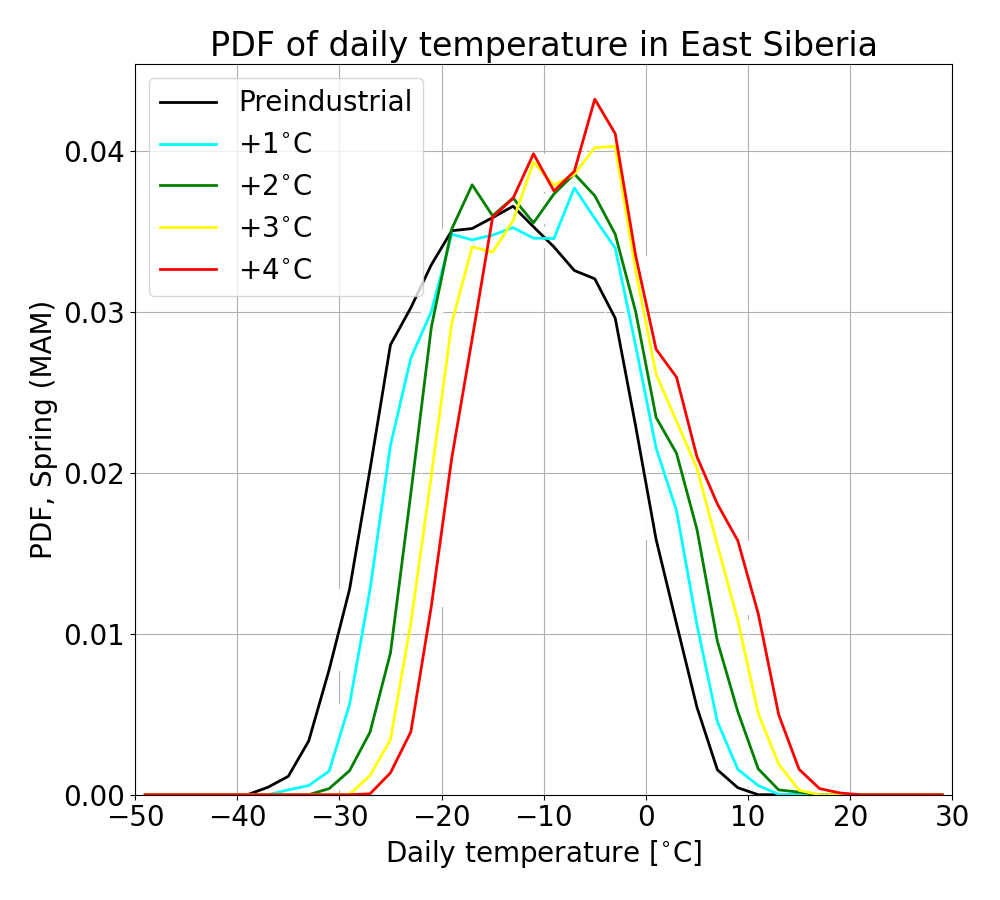 PDF of daily temperature in East Siberia
Preindustrial
+1°C
+2°C
+3°C
+4°C
PDF, Spring (MAM)
0.04
0.03
0.02
0.01
0.00
−50 −40 −30 −20 −10 0 10 20 30
Daily temperature [°C]